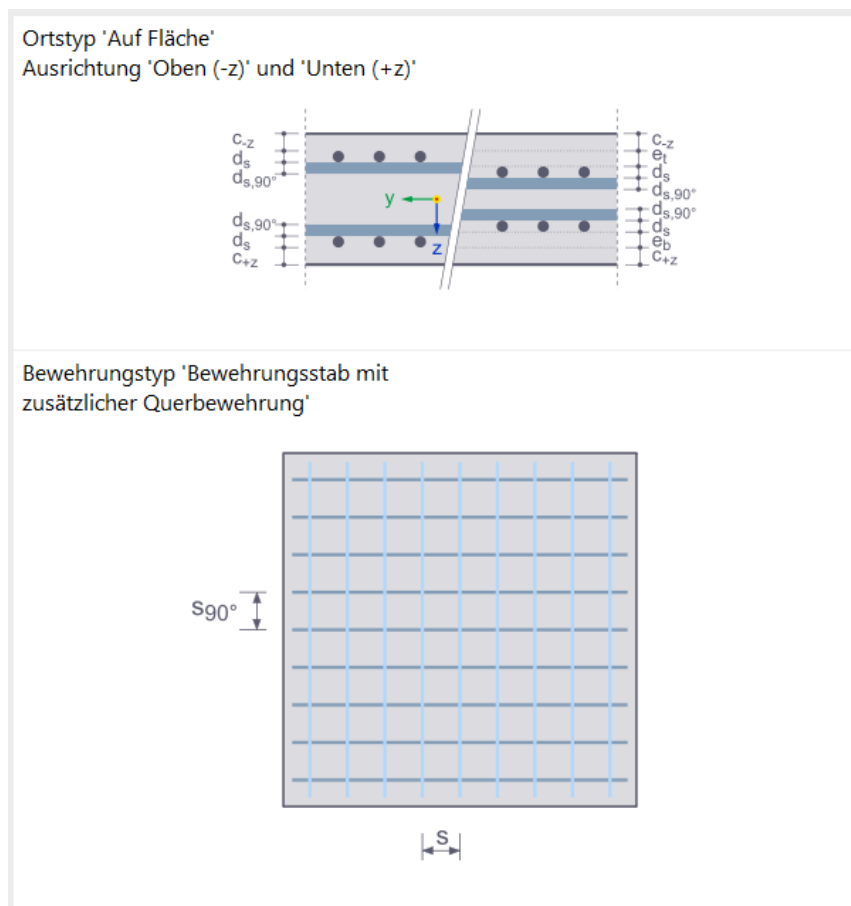 Ortstyp 'Auf Fläche'
Ausrichtung 'Oben (-z)' und 'Unten (+z)'
c-z
ds
ds,90°
ds,90°
ds
c+z
y
z
c-z
et
ds
ds,90°
ds,90°
ds
eb
c+z
Bewehrungstyp 'Bewehrungsstab mit
zusätzlicher Querbewehrung'
s90°
s